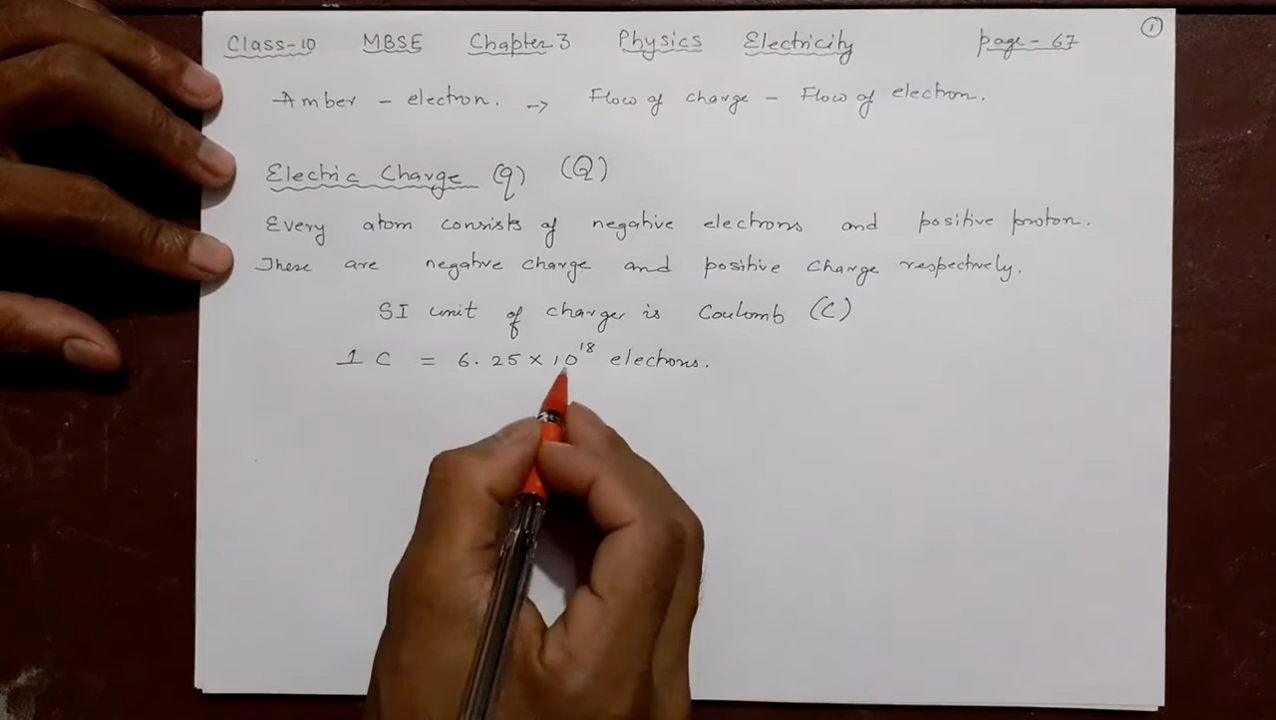 Class-10 MBSE Chapter 3 Physics Electricity page - 67 ①
Amber - electron. -> Flow of charge - Flow of electron.
Electric Charge (q) (Q)
Every atom consists of negative electrons and positive proton.
These are negative charge and positive charge respectively.
SI unit of charge is Coulomb (C)
1 C = 6.25 × 10¹⁸ electrons.